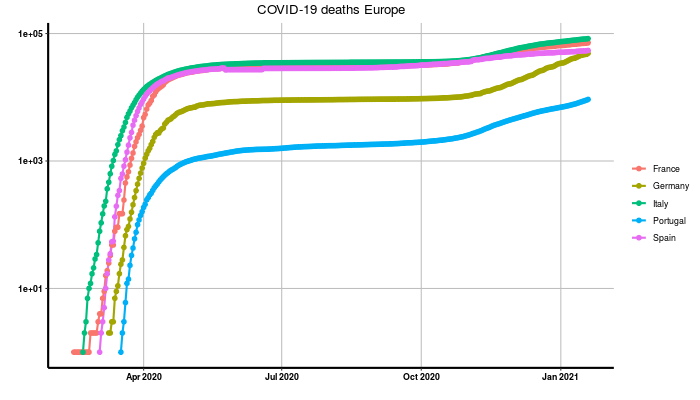 COVID-19 deaths Europe
1e+05
1e+03
1e+01
Apr 2020
Jul 2020
Oct 2020
Jan 2021
France
Germany
Italy
Portugal
Spain